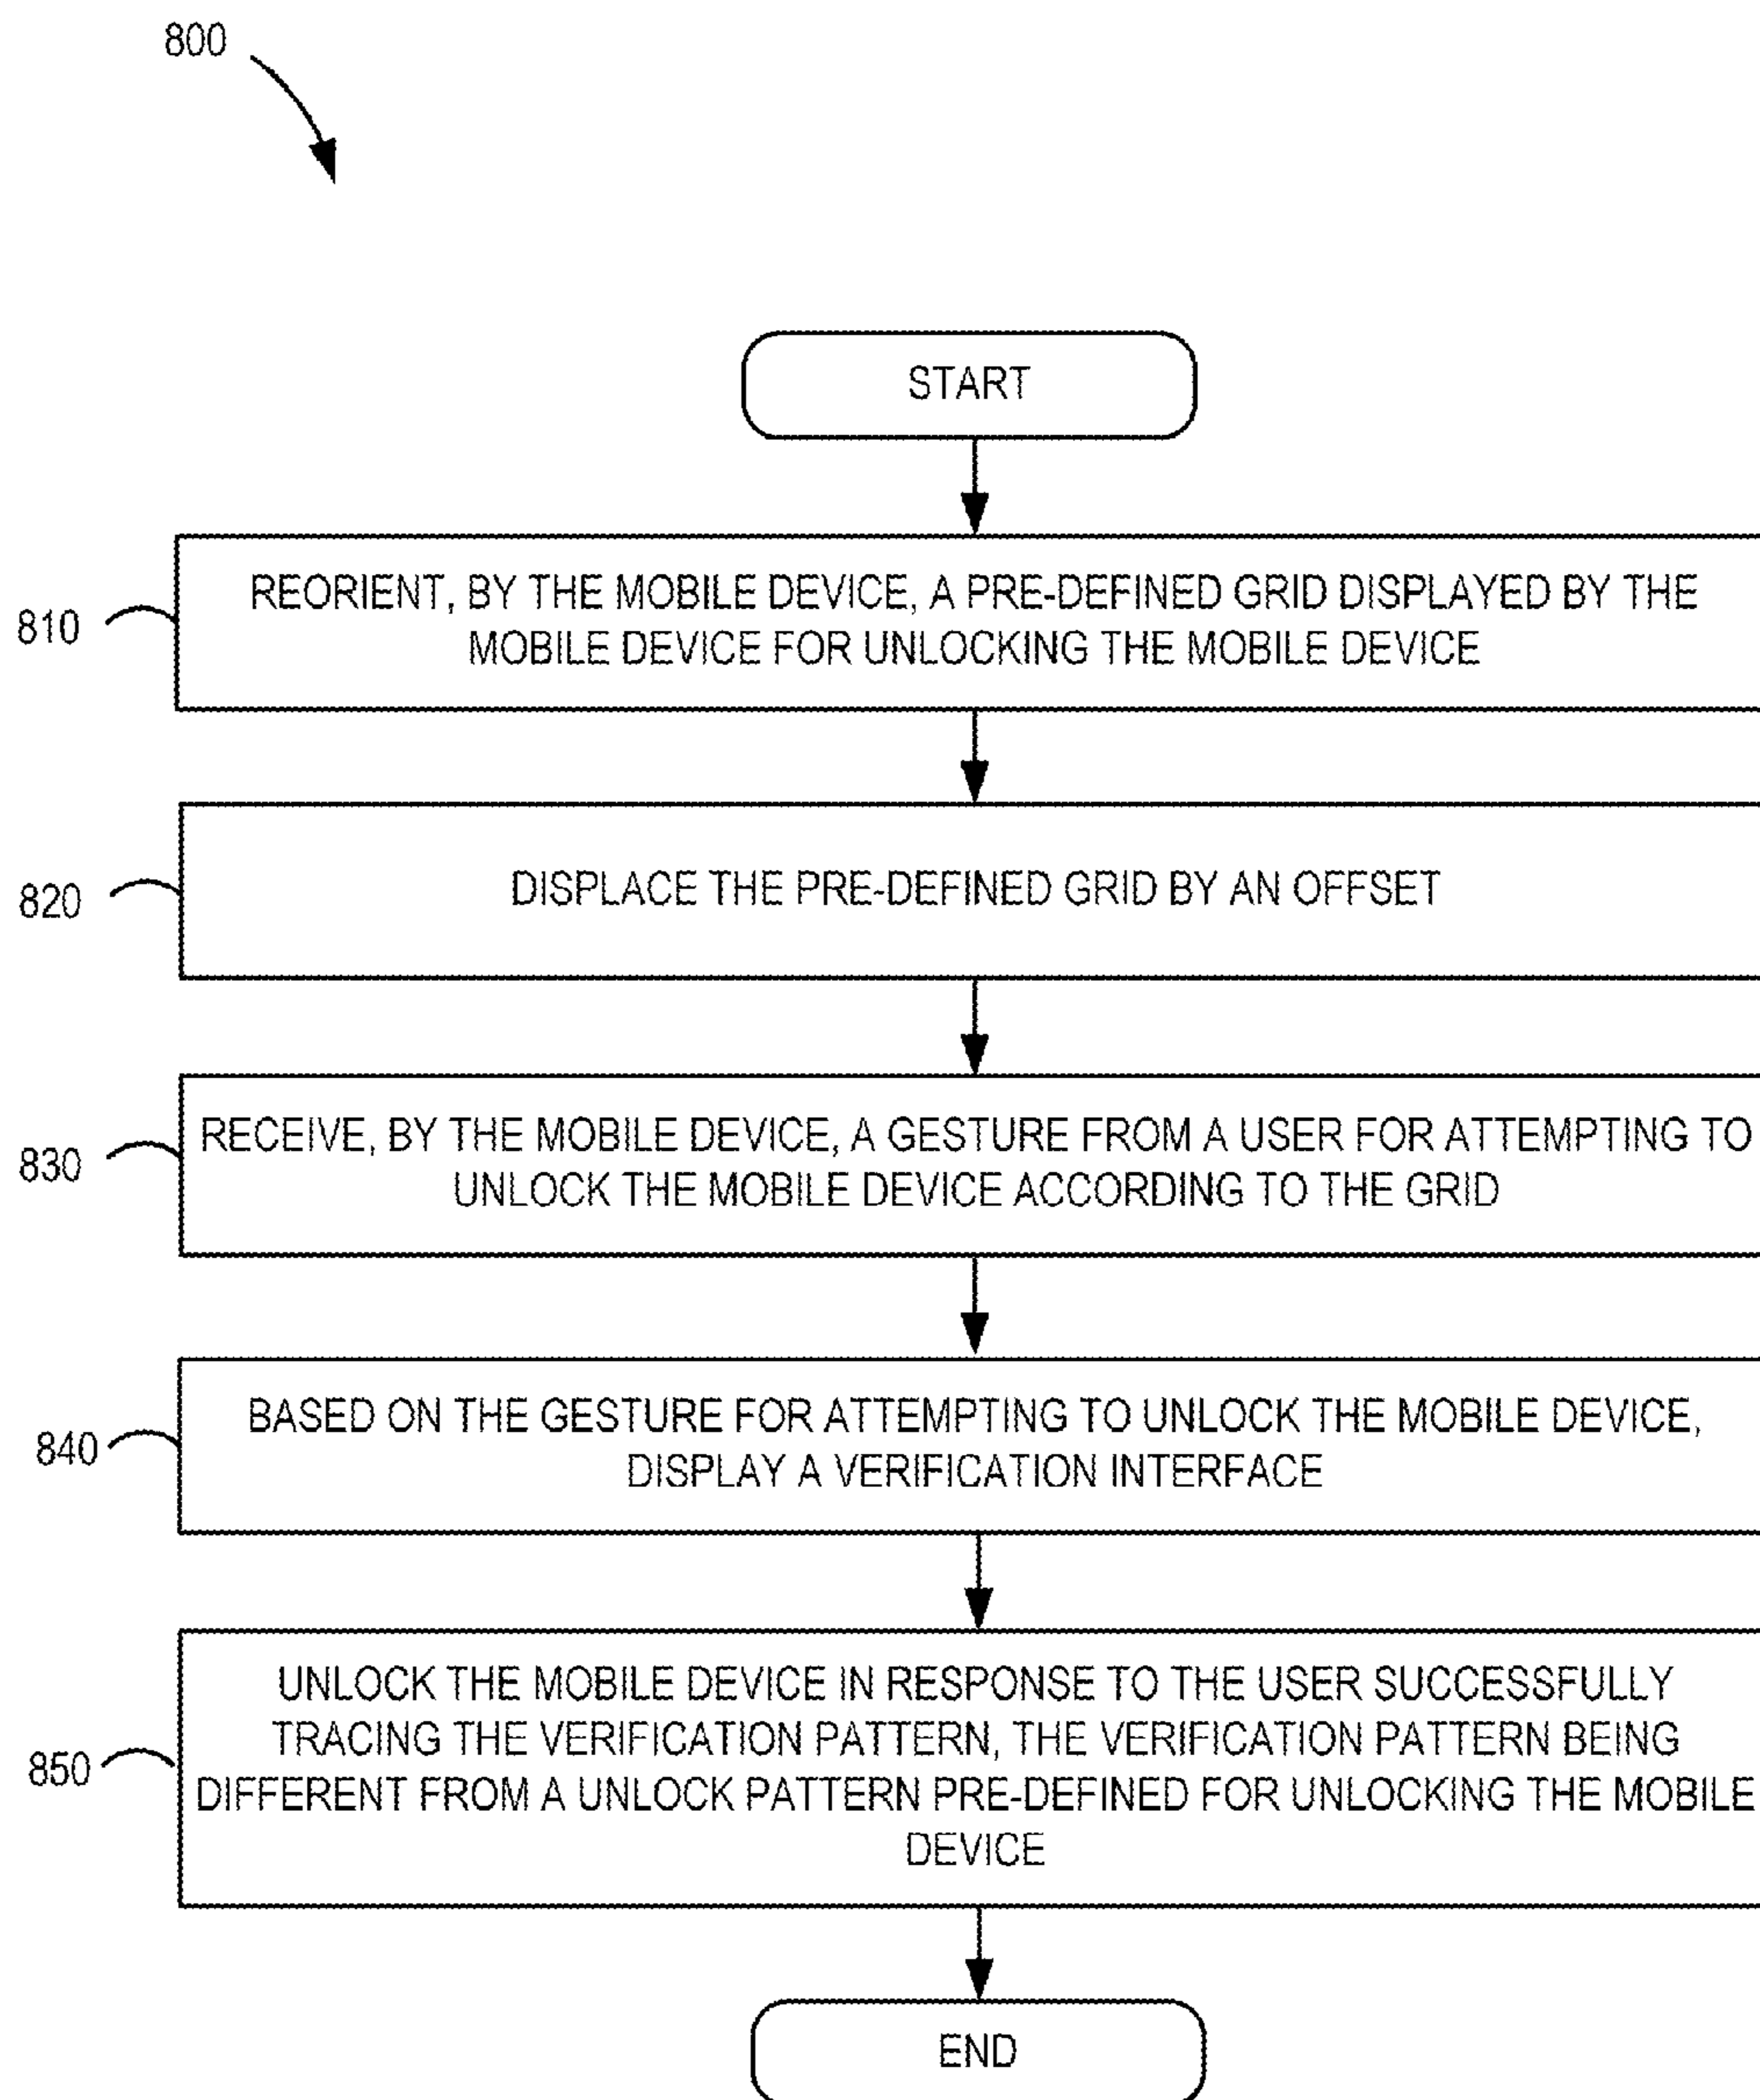 800
START
810
REORIENT, BY THE MOBILE DEVICE, A PRE-DEFINED GRID DISPLAYED BY THE
MOBILE DEVICE FOR UNLOCKING THE MOBILE DEVICE
820
DISPLACE THE PRE-DEFINED GRID BY AN OFFSET
830
RECEIVE, BY THE MOBILE DEVICE, A GESTURE FROM A USER FOR ATTEMPTING TO
UNLOCK THE MOBILE DEVICE ACCORDING TO THE GRID
840
BASED ON THE GESTURE FOR ATTEMPTING TO UNLOCK THE MOBILE DEVICE,
DISPLAY A VERIFICATION INTERFACE
850
UNLOCK THE MOBILE DEVICE IN RESPONSE TO THE USER SUCCESSFULLY
TRACING THE VERIFICATION PATTERN, THE VERIFICATION PATTERN BEING
DIFFERENT FROM A UNLOCK PATTERN PRE-DEFINED FOR UNLOCKING THE MOBILE
DEVICE
END